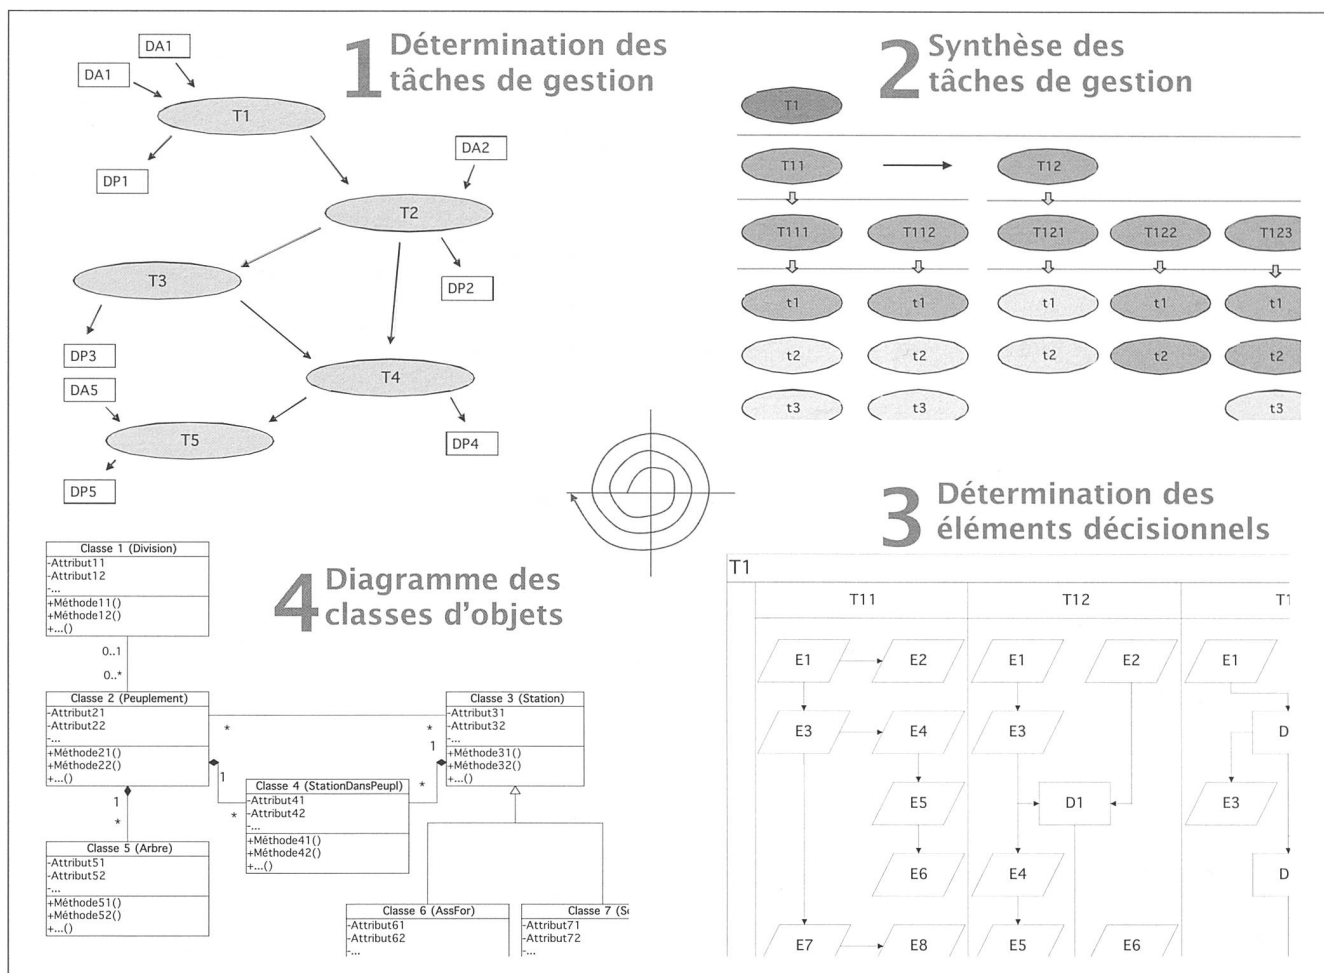 1 Détermination des
tâches de gestion
DA1
DA1
T1
DP1
DA2
T2
T3
DP2
DP3
DA5
T4
T5
DP4
DP5
2 Synthèse des
tâches de gestion
T1
T11
T12
T111
T112
T121
T122
T123
t1
t1
t1
t1
t1
t2
t2
t2
t2
t2
t3
t3
t3
3 Détermination des
éléments décisionnels
T1
T11
T12
E1
E2
E1
E2
E1
E3
E4
E3
D
E5
D1
E3
E6
E4
D
E7
E8
E5
E6
4 Diagramme des
classes d'objets
Classe 1 (Division)
-Attribut11
-Attribut12
-...
+Méthode11()
+Méthode12()
+...()
0..1
0..*
Classe 2 (Peuplement)
-Attribut21
-Attribut22
-...
+Méthode21()
+Méthode22()
+...()
*
*
1
1
*
*
Classe 3 (Station)
-Attribut31
-Attribut32
-...
+Méthode31()
+Méthode32()
+...()
Classe 4 (StationDansPeupl)
-Attribut41
-Attribut42
-...
+Méthode41()
+Méthode42()
+...()
1
*
Classe 5 (Arbre)
-Attribut51
-Attribut52
-...
+Méthode51()
+Méthode52()
+...()
Classe 6 (AssFor)
-Attribut61
-Attribut62
-...
Classe 7
-Attribut71
-Attribut72
-...